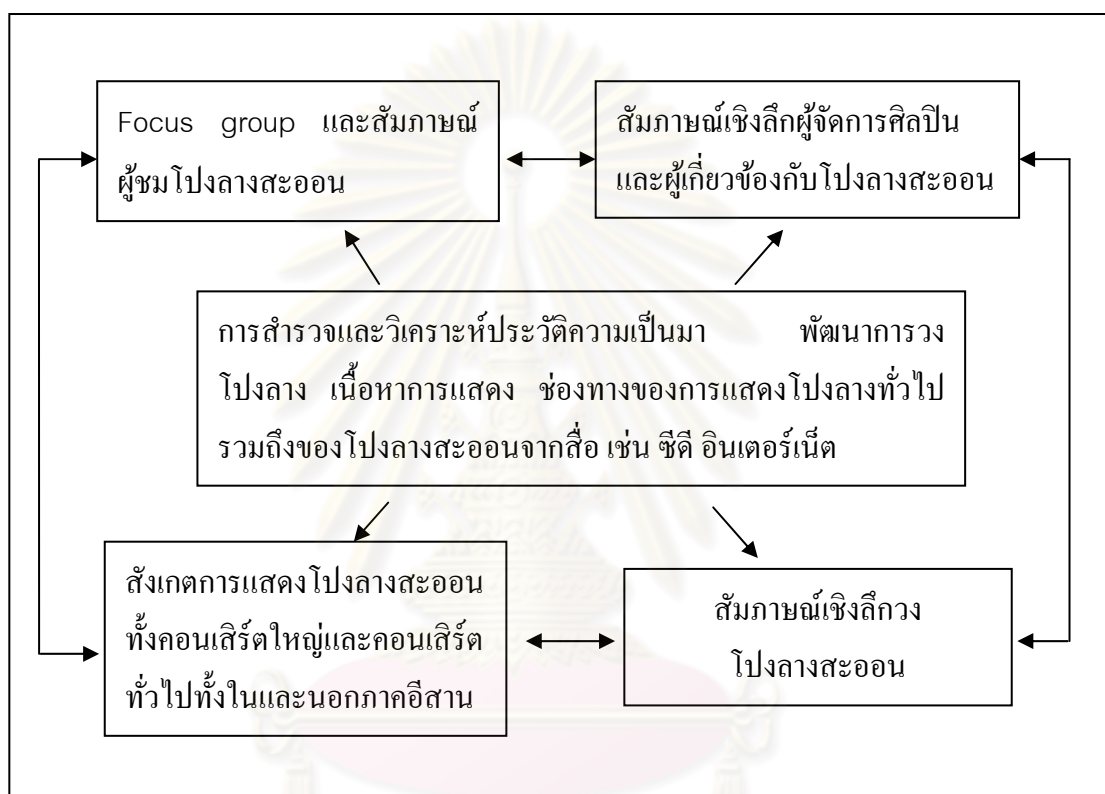 Focus group และสัมภาษณ์
ผู้ชมโปงลางสะออน
สัมภาษณ์เชิงลึกผู้จัดการศิลปิน
และผู้เกี่ยวข้องกับโปงลางสะออน
การสำรวจและวิเคราะห์ประวัติความเป็นมา พัฒนาการวง
โปงลาง เนื้อหาการแสดง ช่องทางของการแสดงโปงลางทั่วไป
รวมถึงของโปงลางสะออนจากสื่อ เช่น ซีดี อินเตอร์เน็ต
สังเกตการแสดงโปงลางสะออน
ทั้งคอนเสิร์ตใหญ่และคอนเสิร์ต
ทั่วไปทั้งในและนอกภาคอีสาน
สัมภาษณ์เชิงลึกวง
โปงลางสะออน